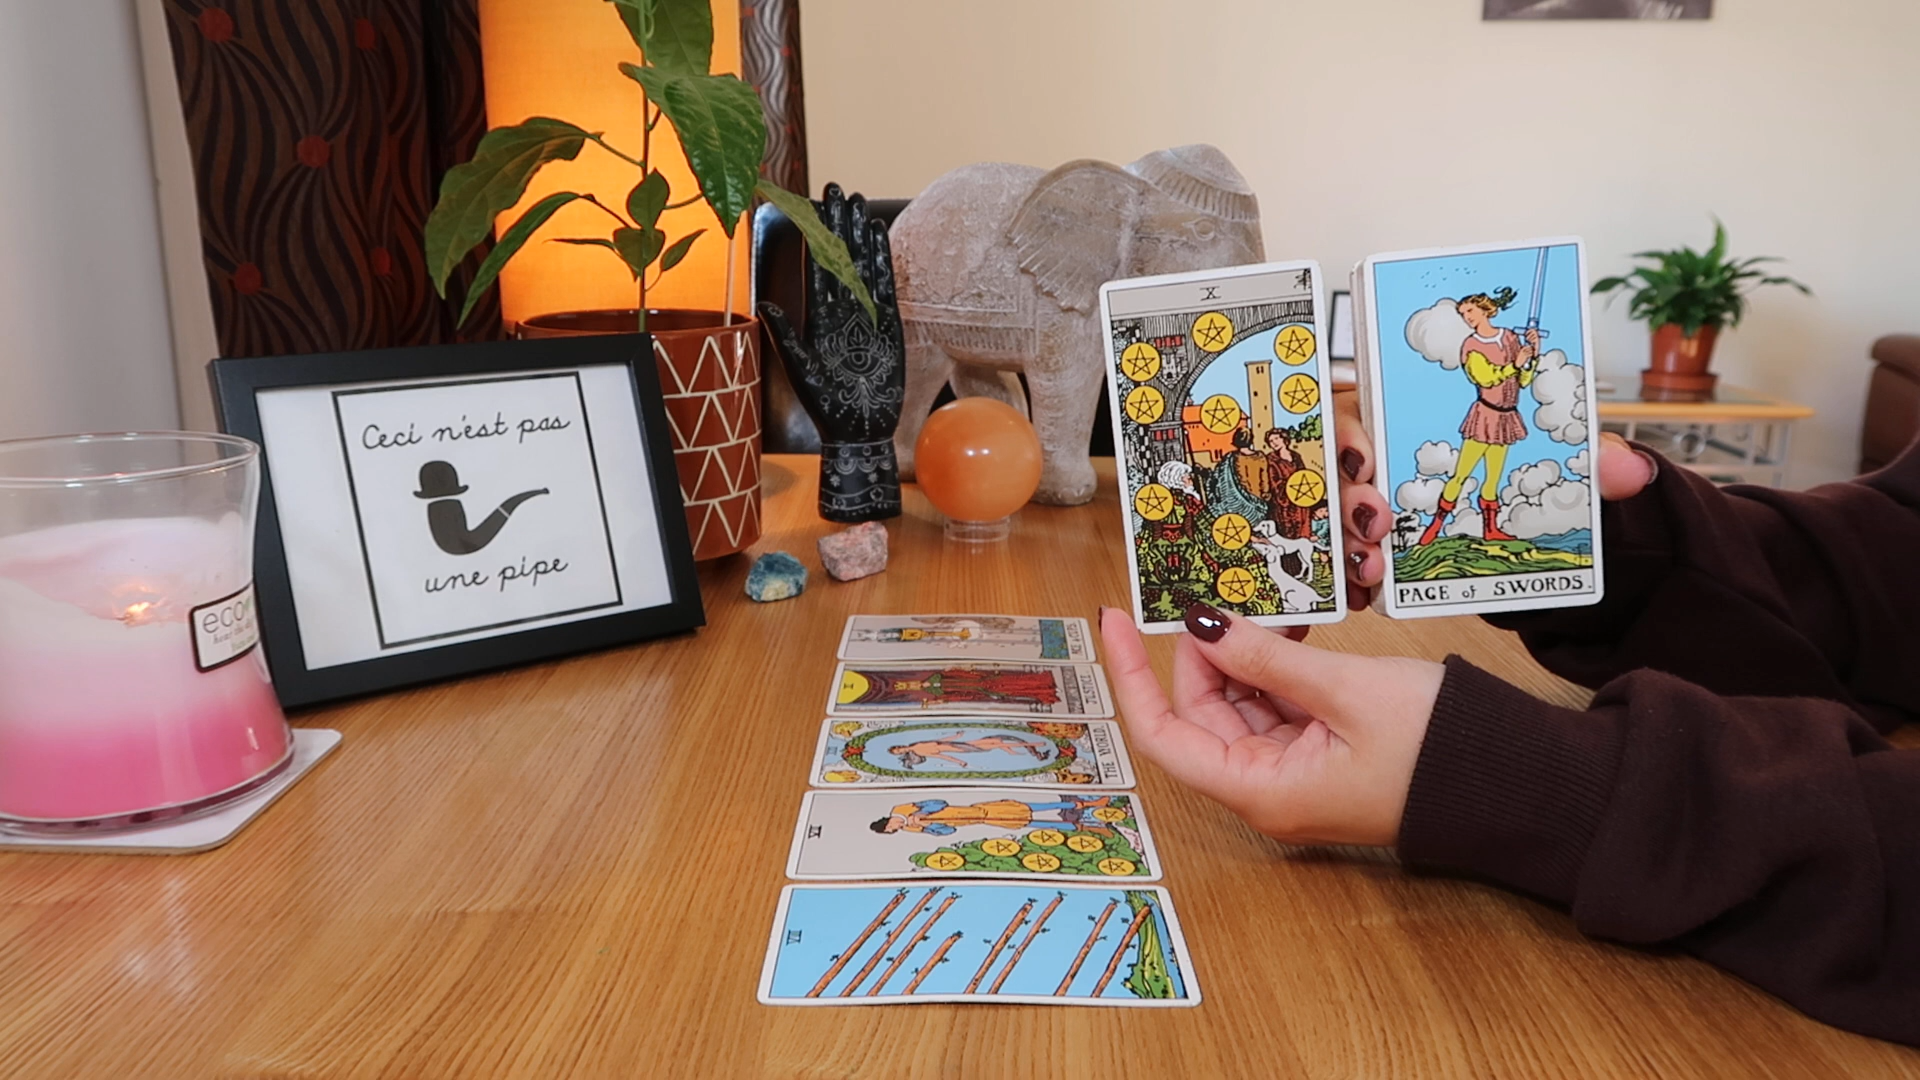 Ceci n'est pas
une pipe
eco
X
PAGE of SWORDS.
JUSTICE.
THE WORLD.